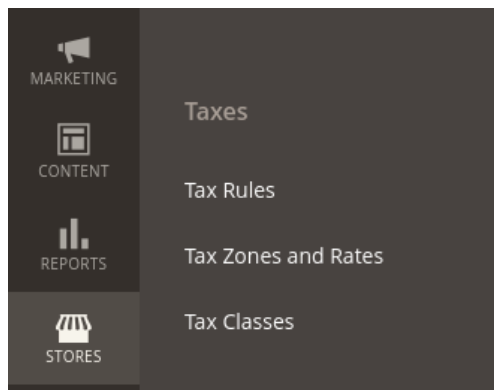 MARKETING
CONTENT
REPORTS
STORES
Taxes
Tax Rules
Tax Zones and Rates
Tax Classes